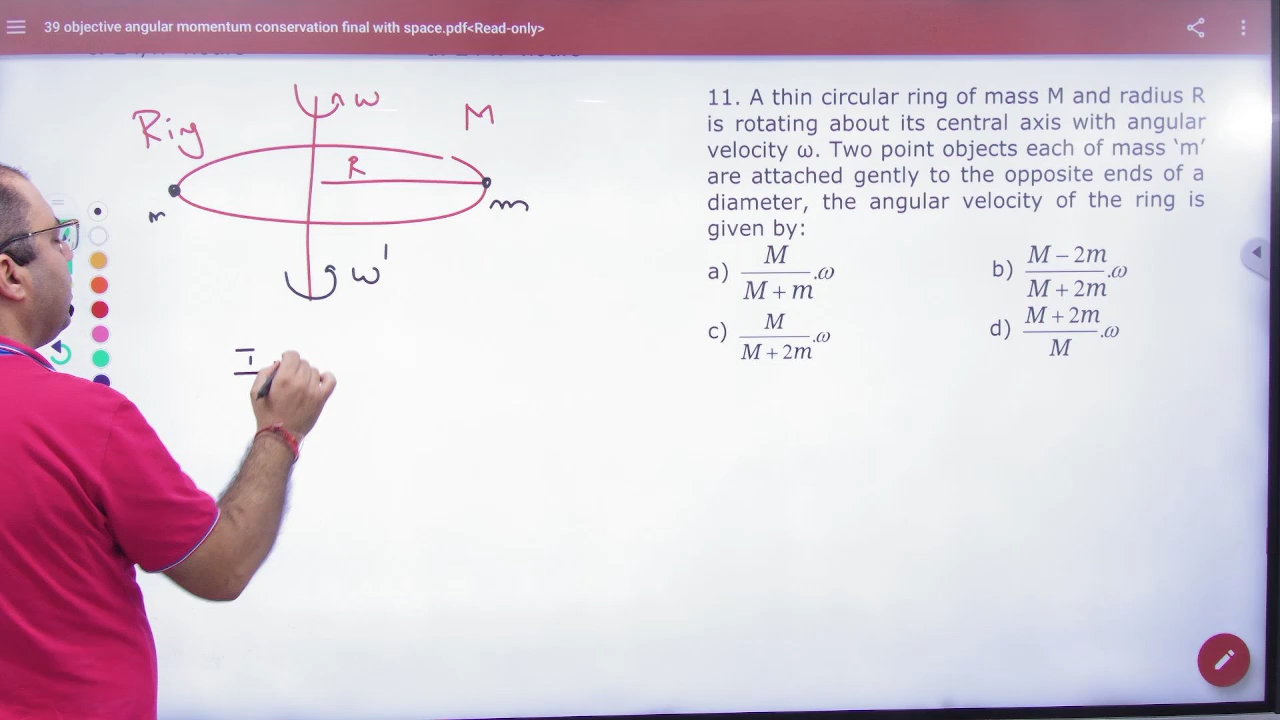 39 objective angular momentum conservation final with space.pdf<Read-only>
ω
Ring
M
R
m
m
ω'
I
11. A thin circular ring of mass M and radius R
is rotating about its central axis with angular
velocity ω. Two point objects each of mass ‘m’
are attached gently to the opposite ends of a
diameter, the angular velocity of the ring is
given by:
a) M/(M + m) .ω
b) (M − 2m)/(M + 2m) .ω
c) M/(M + 2m) .ω
d) (M + 2m)/M .ω